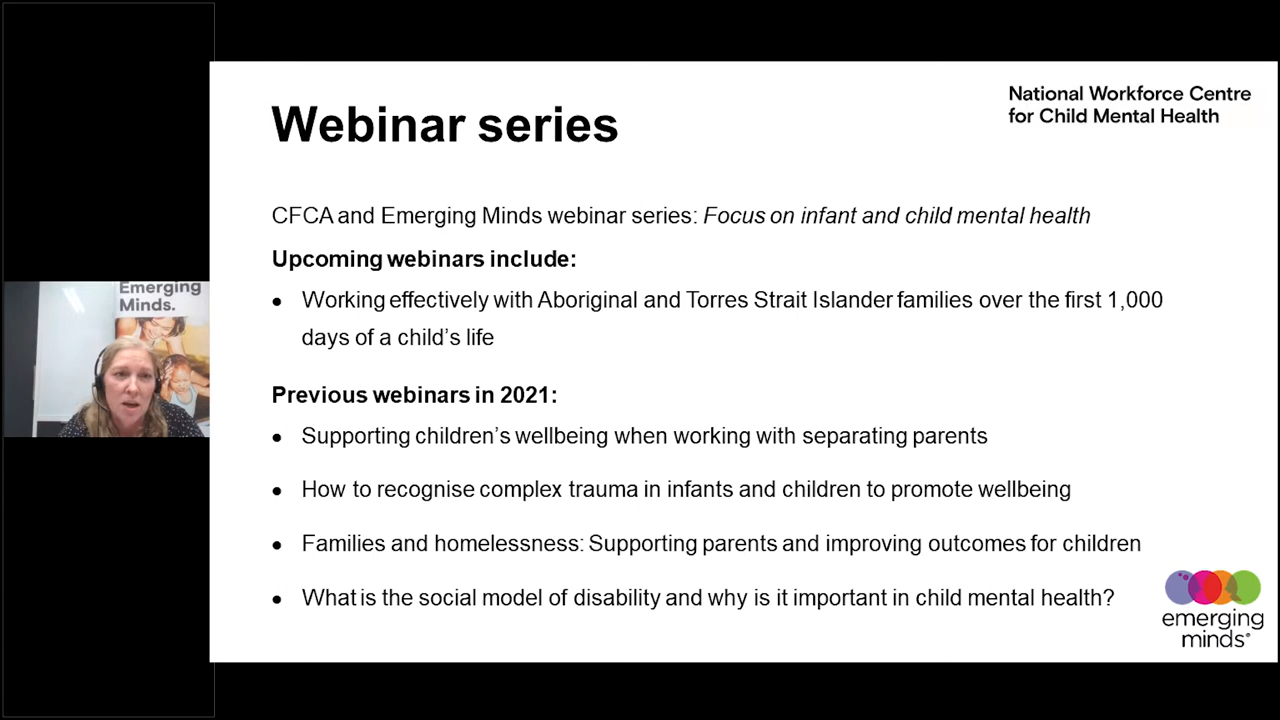 National Workforce Centre
for Child Mental Health
Webinar series
CFCA and Emerging Minds webinar series: Focus on infant and child mental health
Upcoming webinars include:
• Working effectively with Aboriginal and Torres Strait Islander families over the first 1,000
days of a child's life
Previous webinars in 2021:
• Supporting children's wellbeing when working with separating parents
• How to recognise complex trauma in infants and children to promote wellbeing
• Families and homelessness: Supporting parents and improving outcomes for children
• What is the social model of disability and why is it important in child mental health?
emerging
minds
Emerging
Minds.